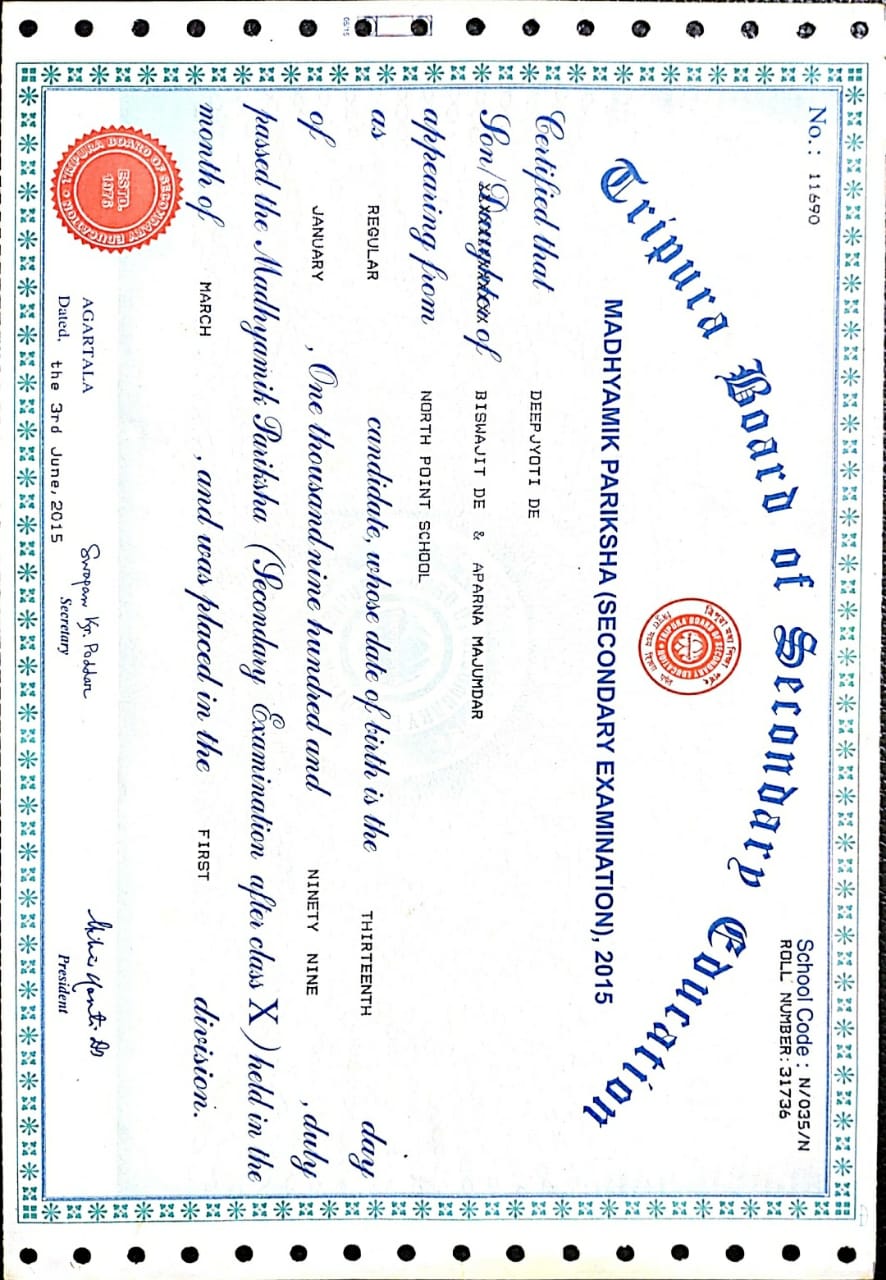 No.: 11690
School Code : N/035/N
ROLL NUMBER: 31736
Tripura Board of Secondary Education
MADHYAMIK PARIKSHA (SECONDARY EXAMINATION), 2015
Certified that DEEPJYOTI DE
Son/Daughter of BISWAJIT DE & APARNA MAJUMDAR
appearing from NORTH POINT SCHOOL
as REGULAR candidate, whose date of birth is the THIRTEENTH day
of JANUARY , One thousand nine hundred and NINETY NINE , duly
passed the Madhyamik Pariksha (Secondary Examination after class X) held in the
month of MARCH , and was placed in the FIRST division.
TRIPURA BOARD OF SECONDARY EDUCATION
ESTD.
1973
AGARTALA
Dated, the 3rd June, 2015
Swapan Kr. Poddar
Secretary
President